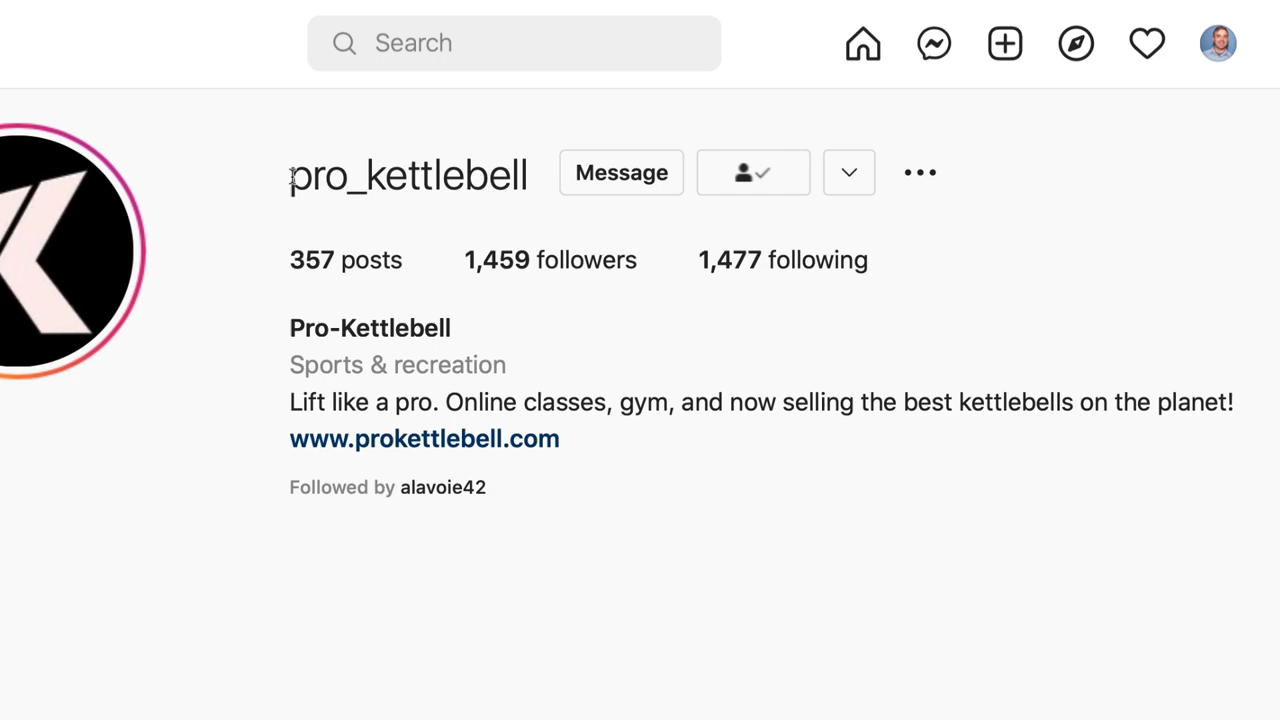 Search
pro_kettlebell Message
357 posts 1,459 followers 1,477 following
Pro-Kettlebell
Sports & recreation
Lift like a pro. Online classes, gym, and now selling the best kettlebells on the planet!
www.prokettlebell.com
Followed by alavoie42